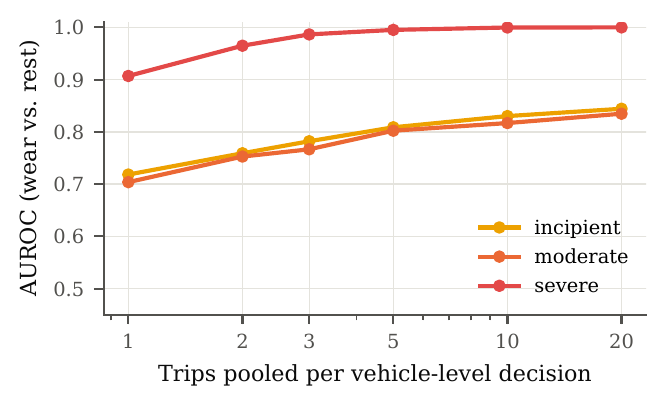 AUROC (wear vs. rest)
1.0
0.9
0.8
0.7
0.6
0.5
incipient
moderate
severe
1 2 3 5 10 20
Trips pooled per vehicle-level decision